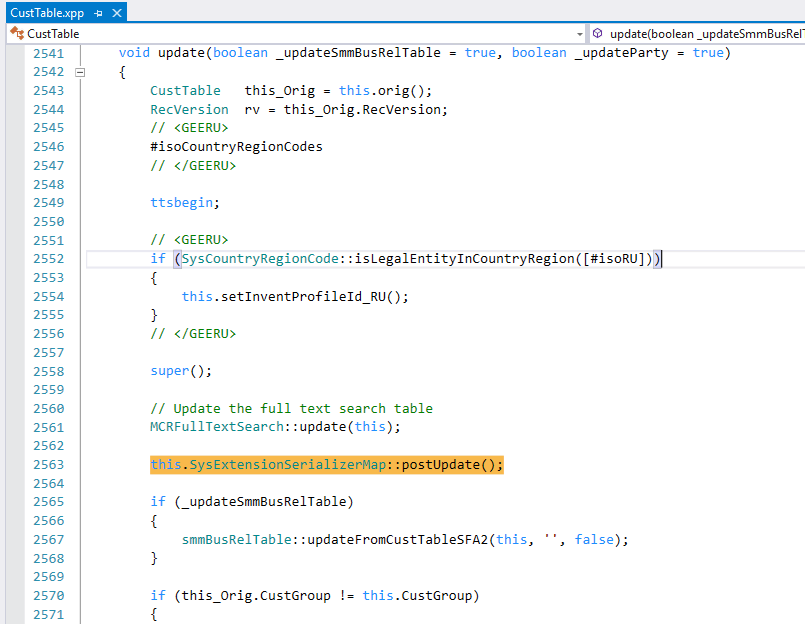 CustTable.xpp
CustTable
update(boolean _updateSmmBusRelT
2541 void update(boolean _updateSmmBusRelTable = true, boolean _updateParty = true)
2542 {
2543 CustTable this_Orig = this.orig();
2544 RecVersion rv = this_Orig.RecVersion;
2545 // <GEERU>
2546 #isoCountryRegionCodes
2547 // </GEERU>
2548
2549 ttsbegin;
2550
2551 // <GEERU>
2552 if (SysCountryRegionCode::isLegalEntityInCountryRegion([#isoRU]))
2553 {
2554 this.setInventProfileId_RU();
2555 }
2556 // </GEERU>
2557
2558 super();
2559
2560 // Update the full text search table
2561 MCRFullTextSearch::update(this);
2562
2563 this.SysExtensionSerializerMap::postUpdate();
2564
2565 if (_updateSmmBusRelTable)
2566 {
2567 smmBusRelTable::updateFromCustTableSFA2(this, '', false);
2568 }
2569
2570 if (this_Orig.CustGroup != this.CustGroup)
2571 {